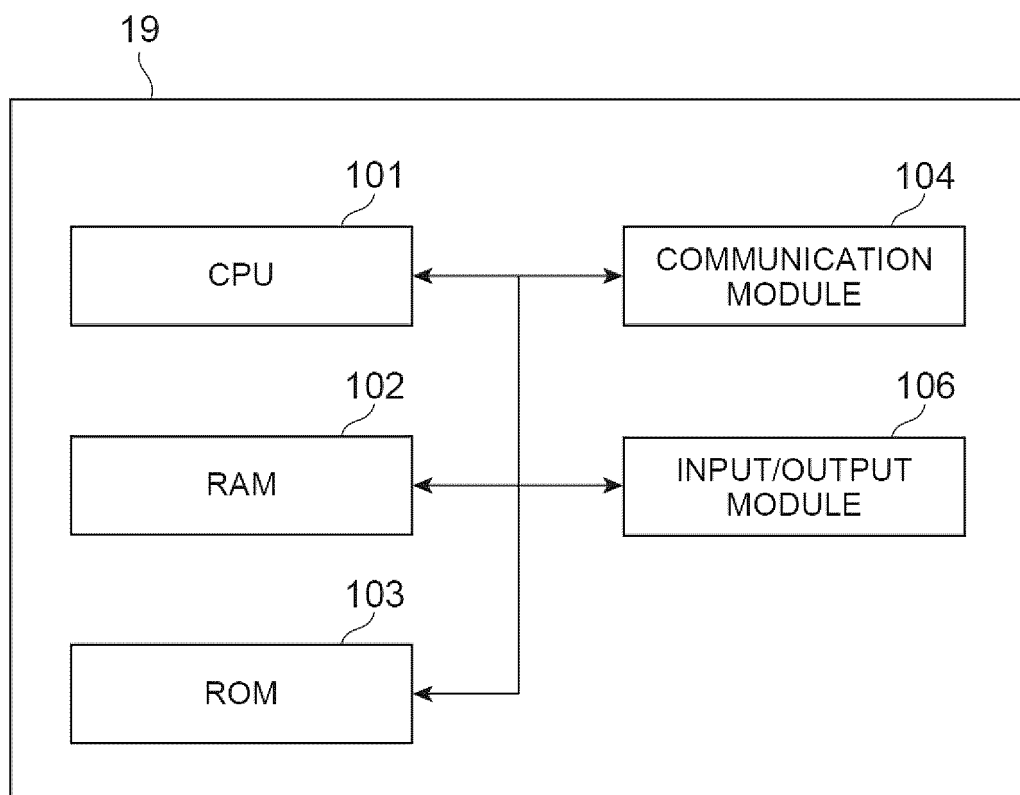 19
101
CPU
104
COMMUNICATION
MODULE
102
RAM
106
INPUT/OUTPUT
MODULE
103
ROM